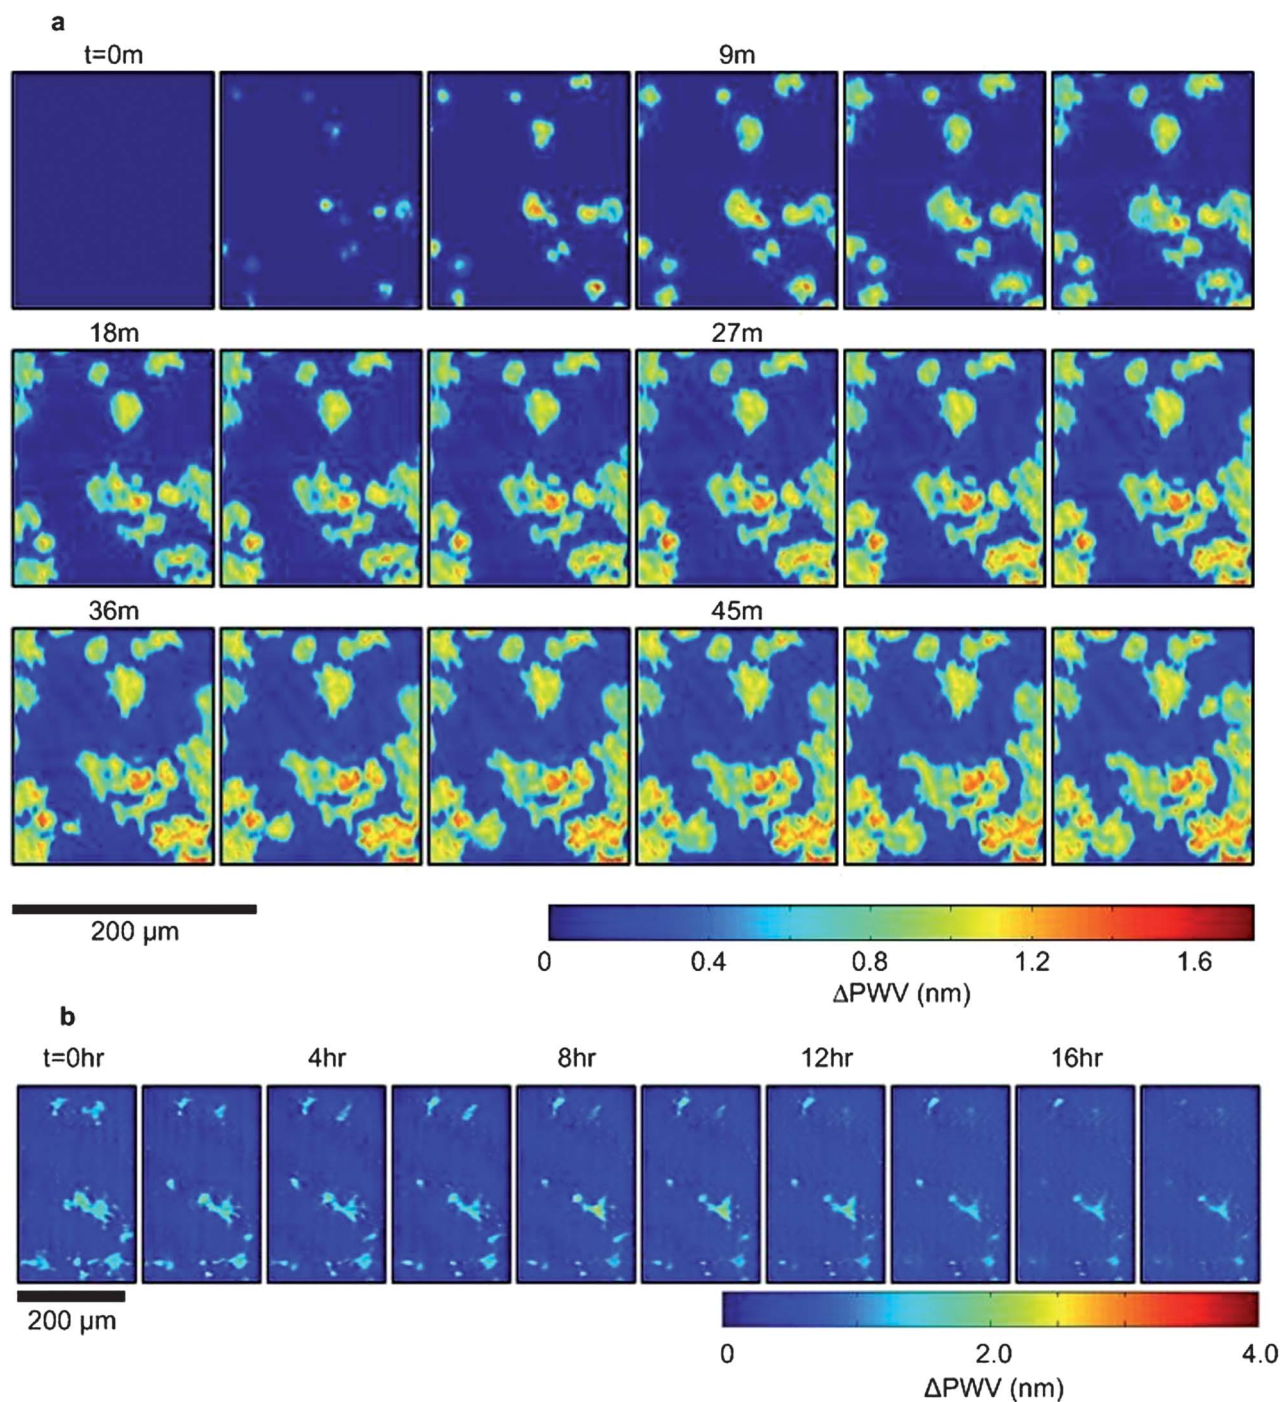 a
t=0m 9m
18m 27m
36m 45m
200 µm
0 0.4 0.8 1.2 1.6
ΔPWV (nm)
b
t=0hr 4hr 8hr 12hr 16hr
200 µm
0 2.0 4.0
ΔPWV (nm)